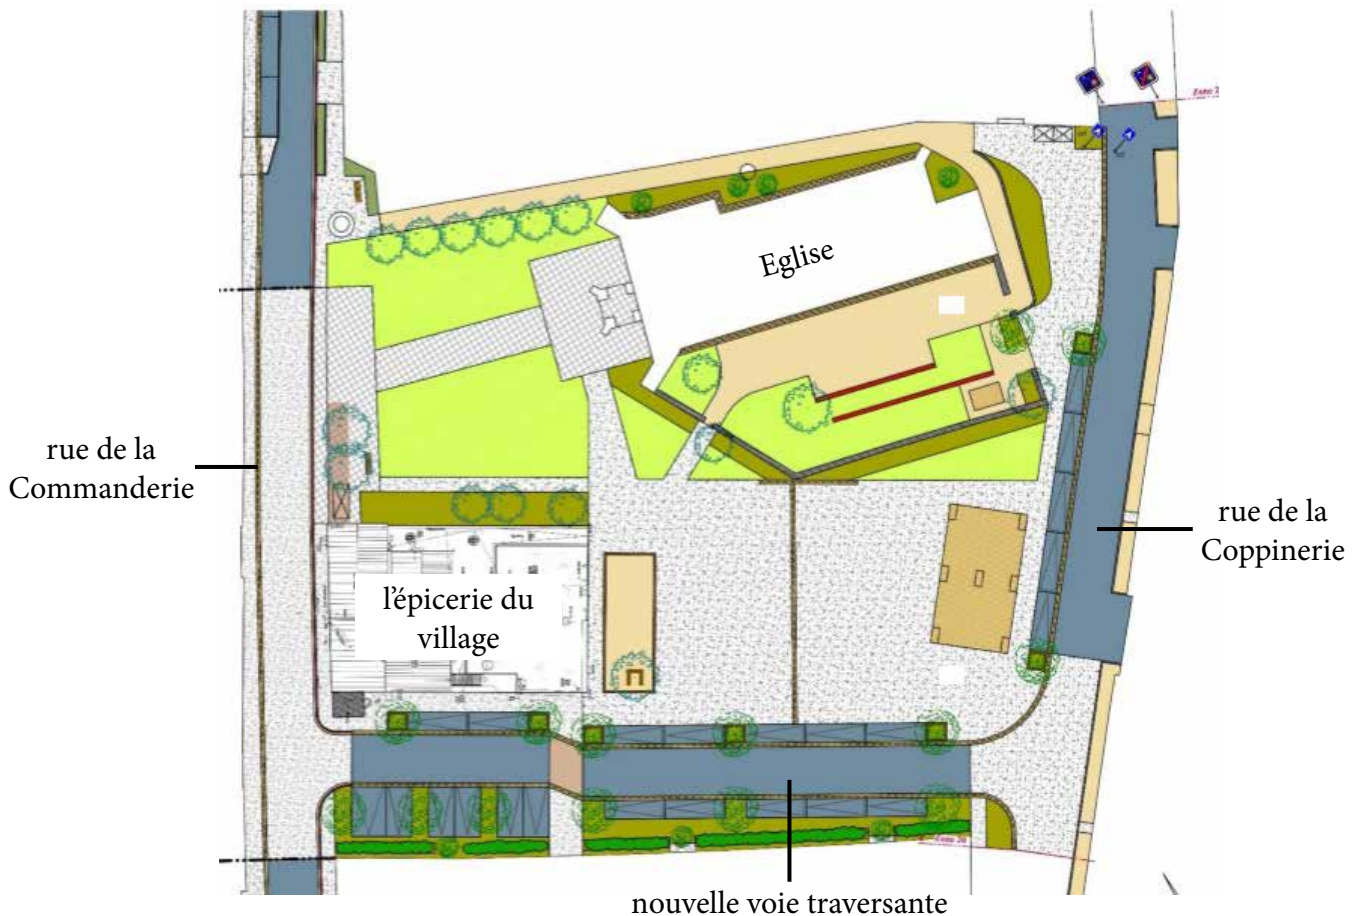 Eglise
rue de la
Commanderie
l'épicerie du
village
rue de la
Coppinerie
nouvelle voie traversante